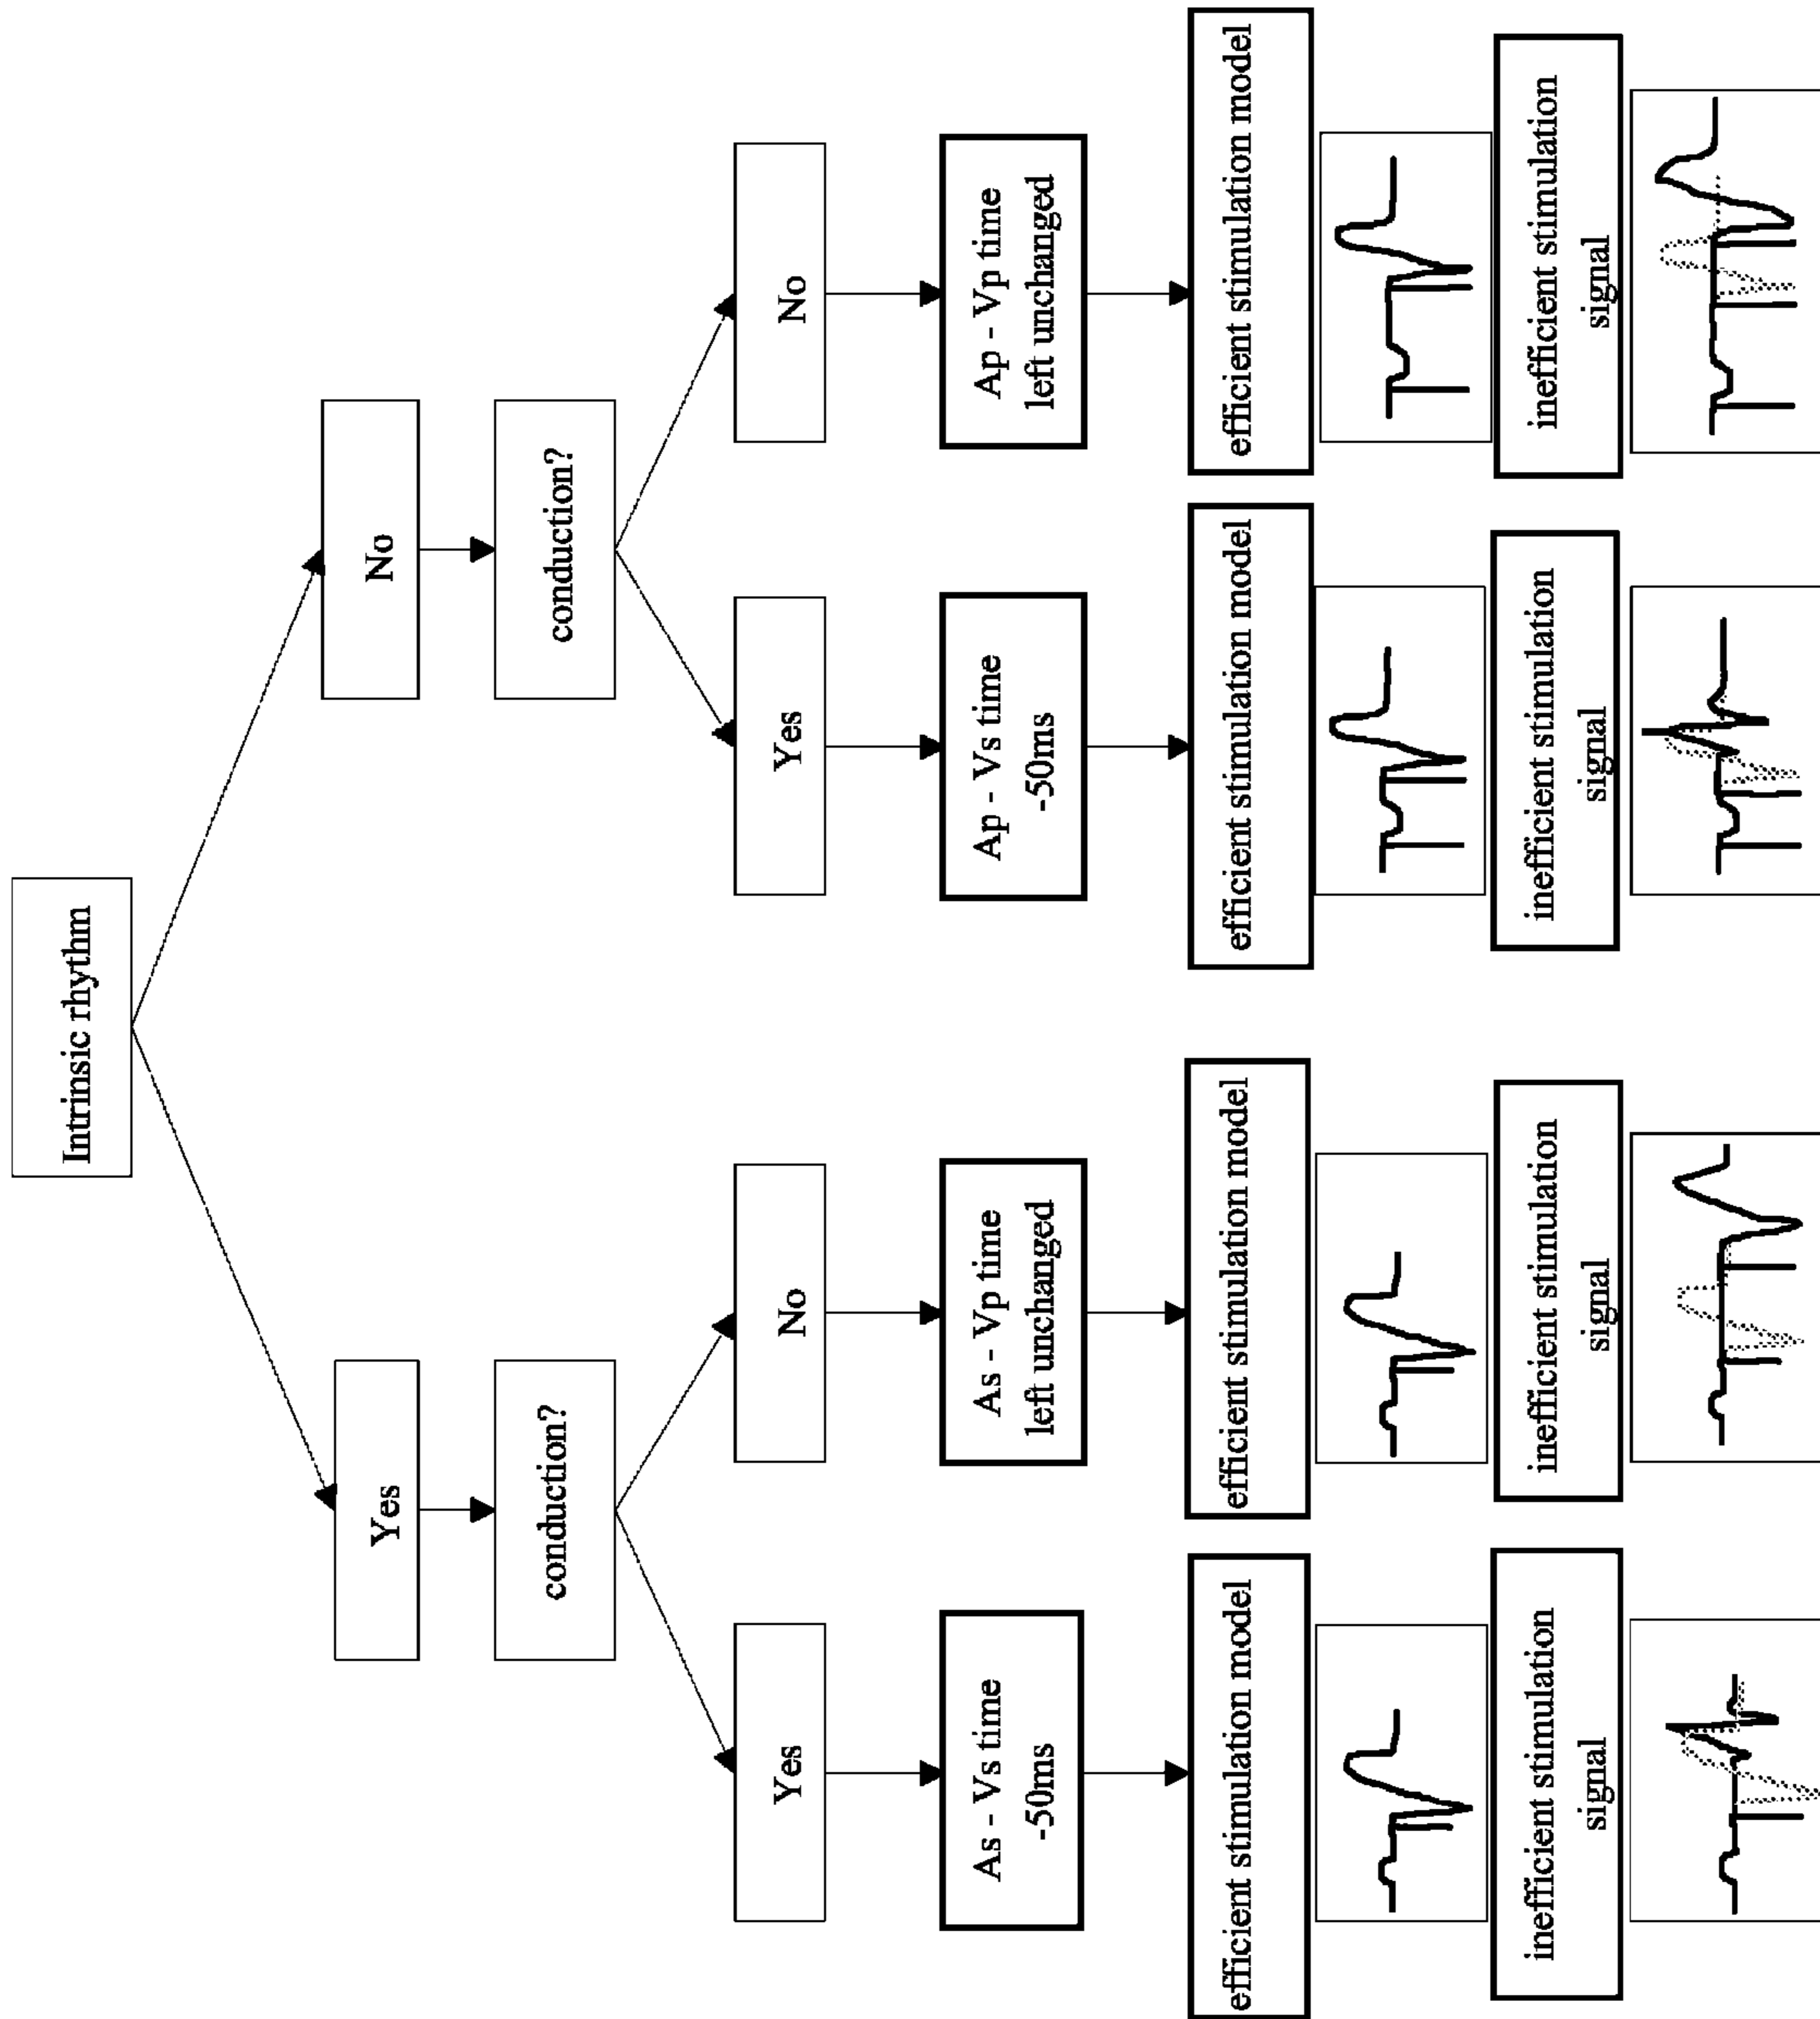 Intrinsic rhythm
Yes
No
conduction?
conduction?
Yes
No
Yes
No
As - Vs time
-50ms
As - Vp time
left unchanged
Ap - Vs time
-50ms
Ap - Vp time
left unchanged
efficient stimulation model
efficient stimulation model
efficient stimulation model
efficient stimulation model
inefficient stimulation
signal
inefficient stimulation
signal
inefficient stimulation
signal
inefficient stimulation
signal